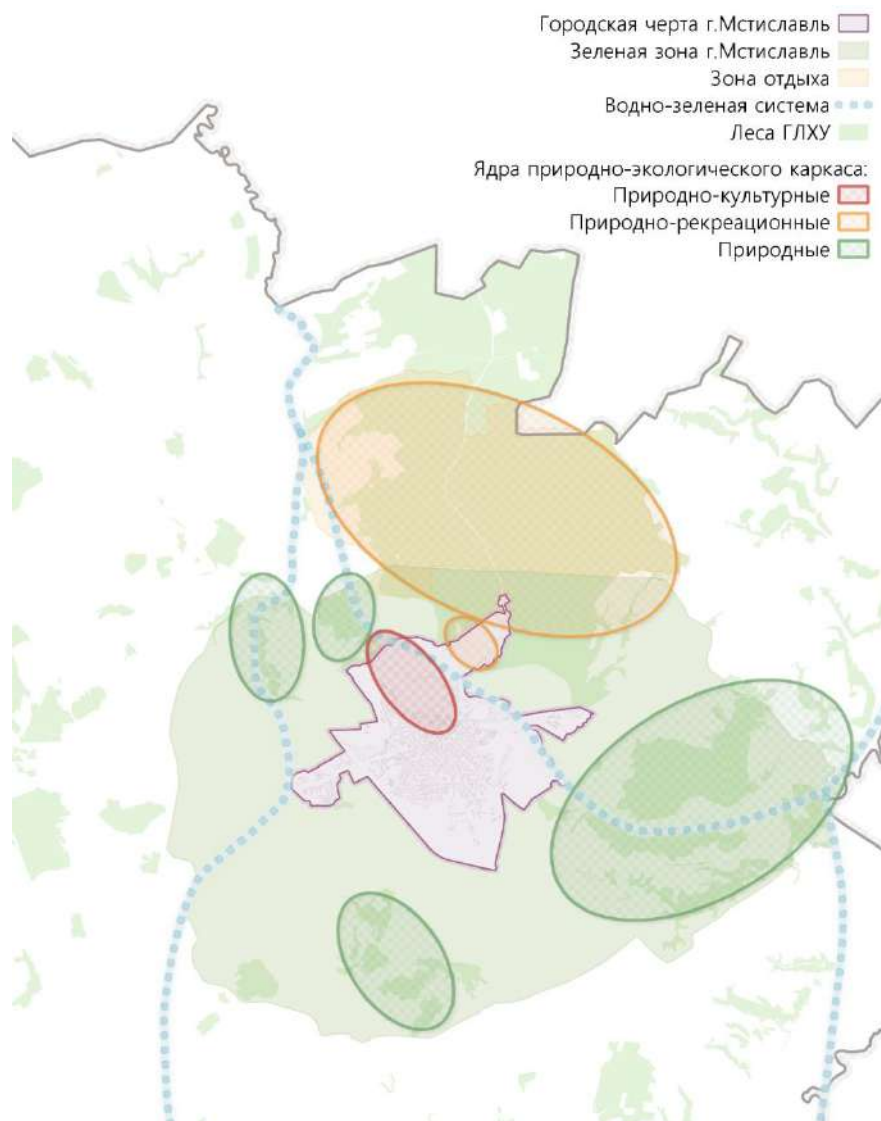 Городская черта г.Мстиславль
Зеленая зона г.Мстиславль
Зона отдыха
Водно-зеленая система
Леса ГЛХУ
Ядра природно-экологического каркаса:
Природно-культурные
Природно-рекреационные
Природные